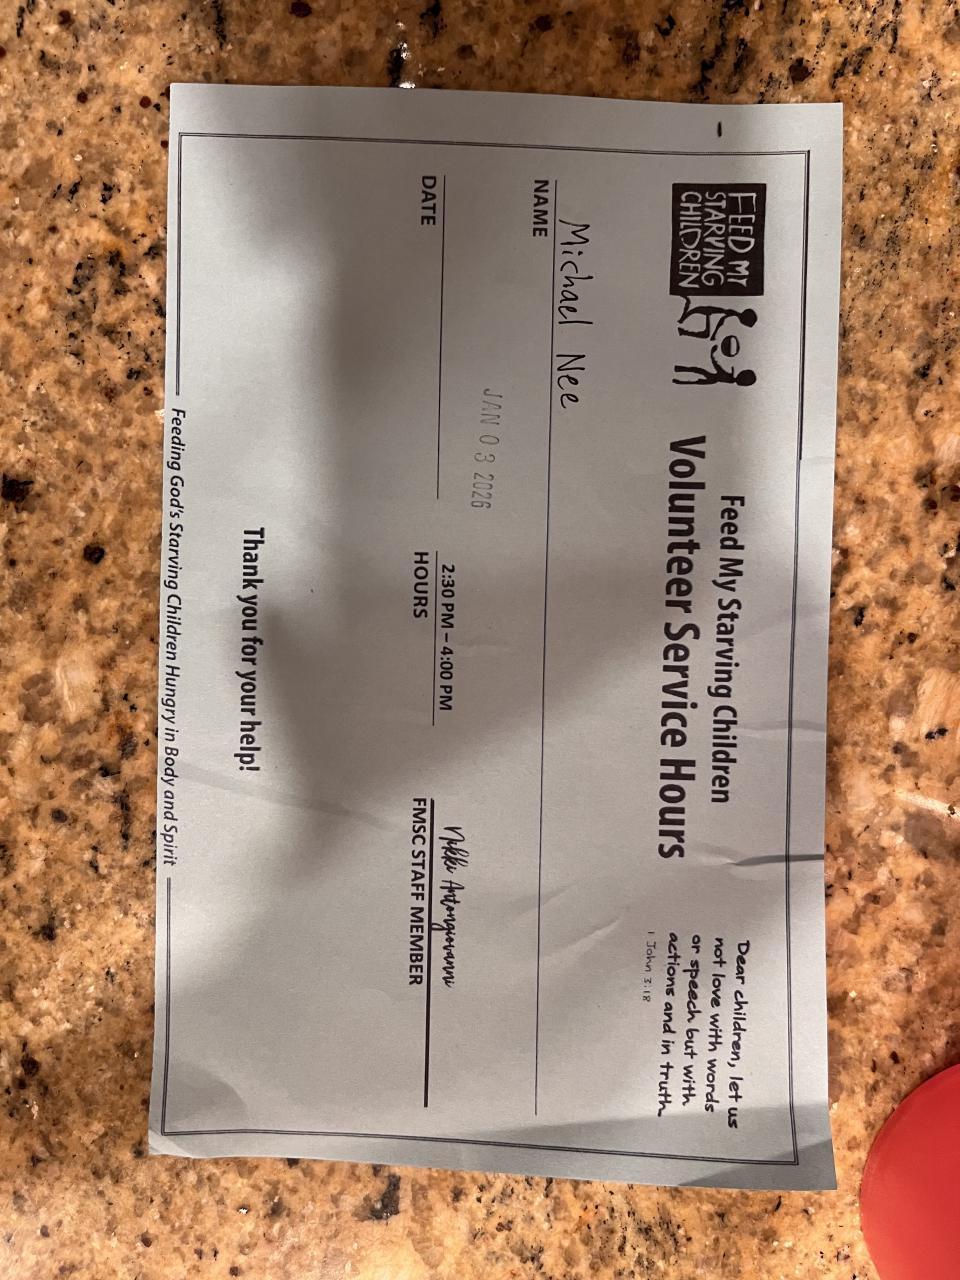 FEED MY
STARVING
CHILDREN
Feed My Starving Children
Volunteer Service Hours
Dear children, let us
not love with words
or speech but with
actions and in truth
1 John 3:18
Michael Nee
NAME
JAN 03 2026
2:30 PM – 4:00 PM
Nikki Antongiovanni
DATE
HOURS
FMSC STAFF MEMBER
Thank you for your help!
Feeding God's Starving Children Hungry in Body and Spirit